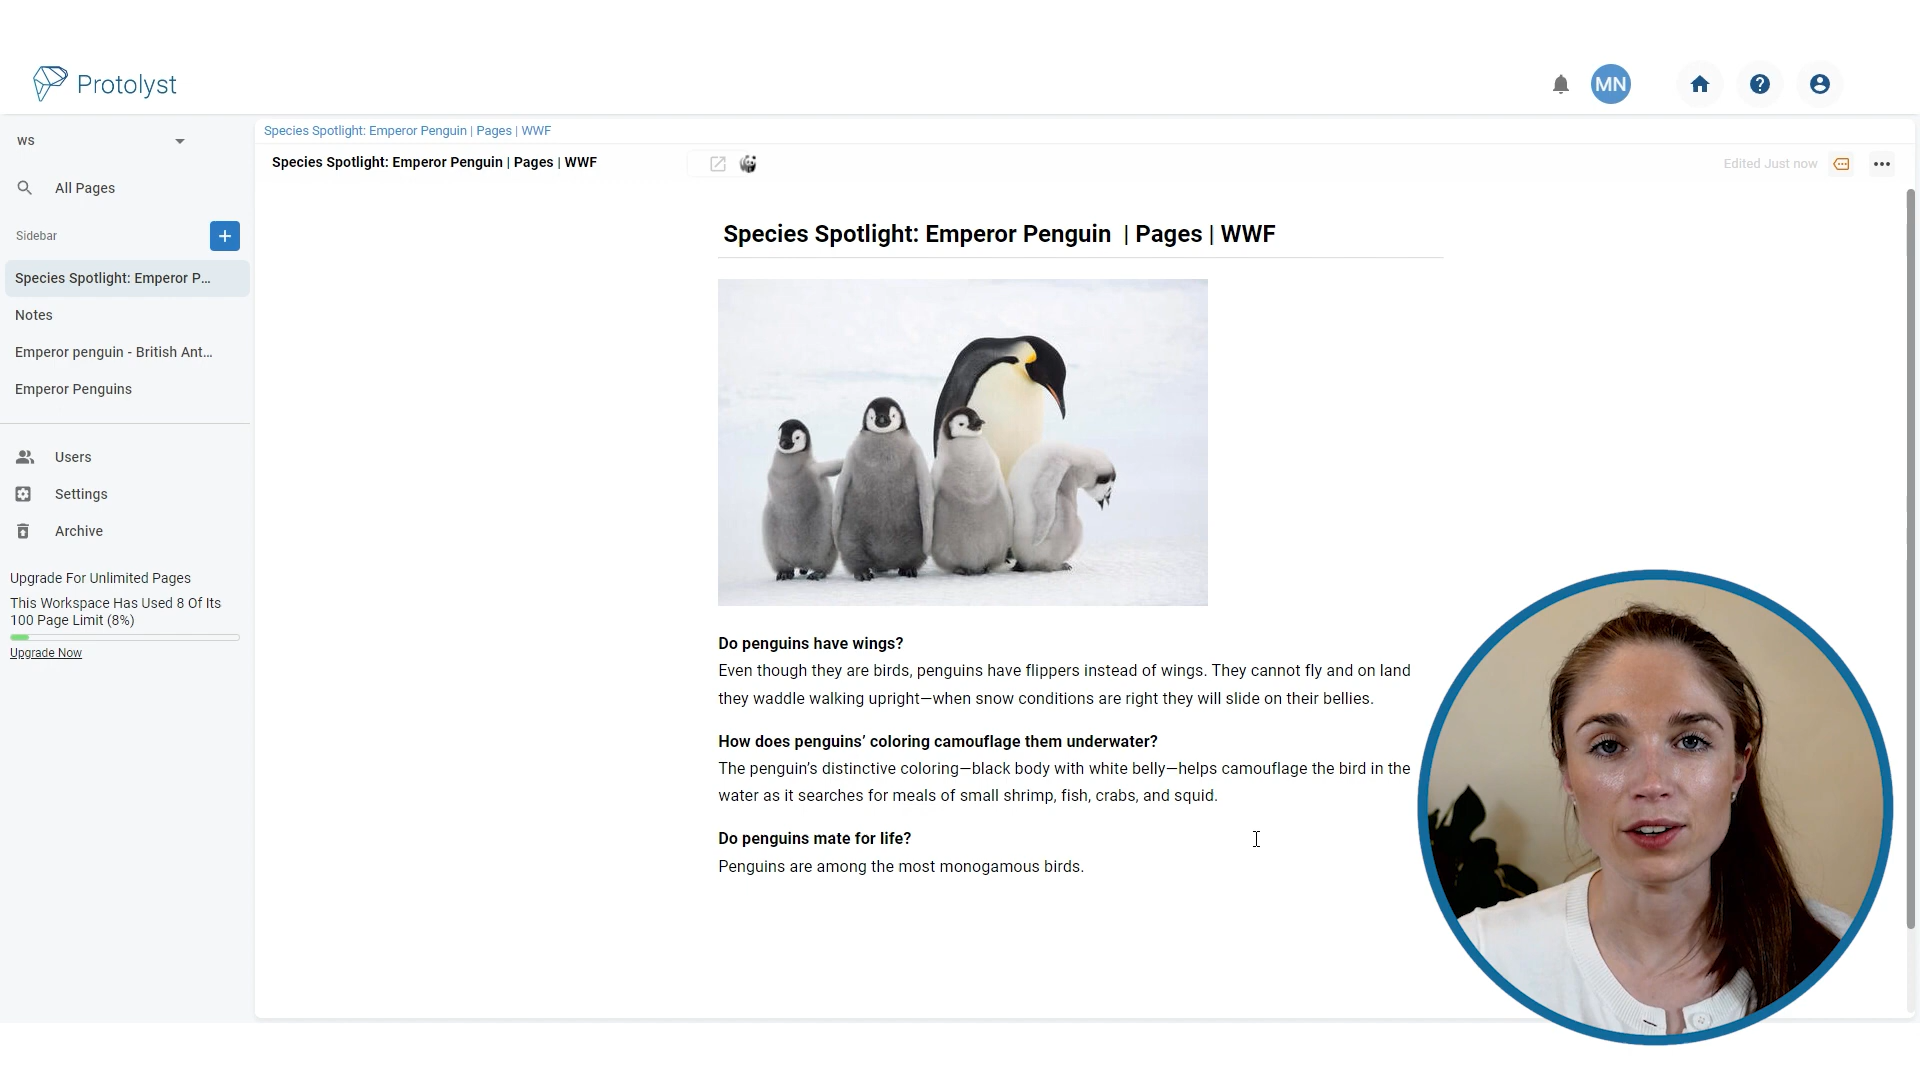 Protolyst
MN
WS
All Pages
Sidebar
Species Spotlight: Emperor P...
Notes
Emperor penguin - British Ant...
Emperor Penguins
Users
Settings
Archive
Upgrade For Unlimited Pages
This Workspace Has Used 8 Of Its
100 Page Limit (8%)
Upgrade Now
Species Spotlight: Emperor Penguin | Pages | WWF
Species Spotlight: Emperor Penguin | Pages | WWF
Edited Just now
Species Spotlight: Emperor Penguin | Pages | WWF
Do penguins have wings?
Even though they are birds, penguins have flippers instead of wings. They cannot fly and on land
they waddle walking upright—when snow conditions are right they will slide on their bellies.
How does penguins’ coloring camouflage them underwater?
The penguin’s distinctive coloring—black body with white belly—helps camouflage the bird in the
water as it searches for meals of small shrimp, fish, crabs, and squid.
Do penguins mate for life?
Penguins are among the most monogamous birds.